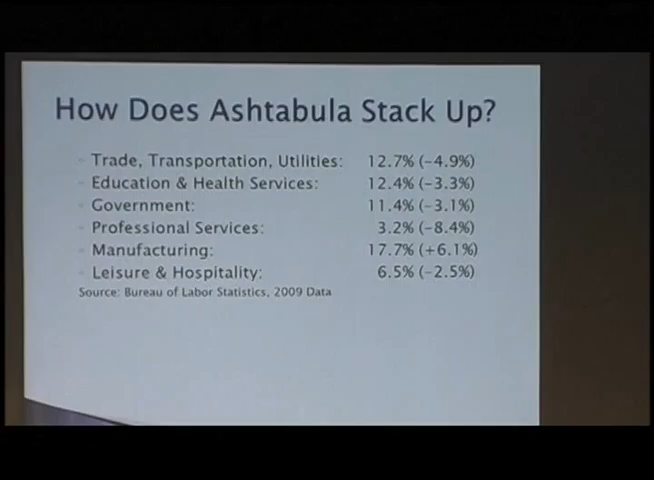 How Does Ashtabula Stack Up?
Trade, Transportation, Utilities: 12.7% (-4.9%)
Education & Health Services: 12.4% (-3.3%)
Government: 11.4% (-3.1%)
Professional Services: 3.2% (-8.4%)
Manufacturing: 17.7% (+6.1%)
Leisure & Hospitality: 6.5% (-2.5%)
Source: Bureau of Labor Statistics, 2009 Data